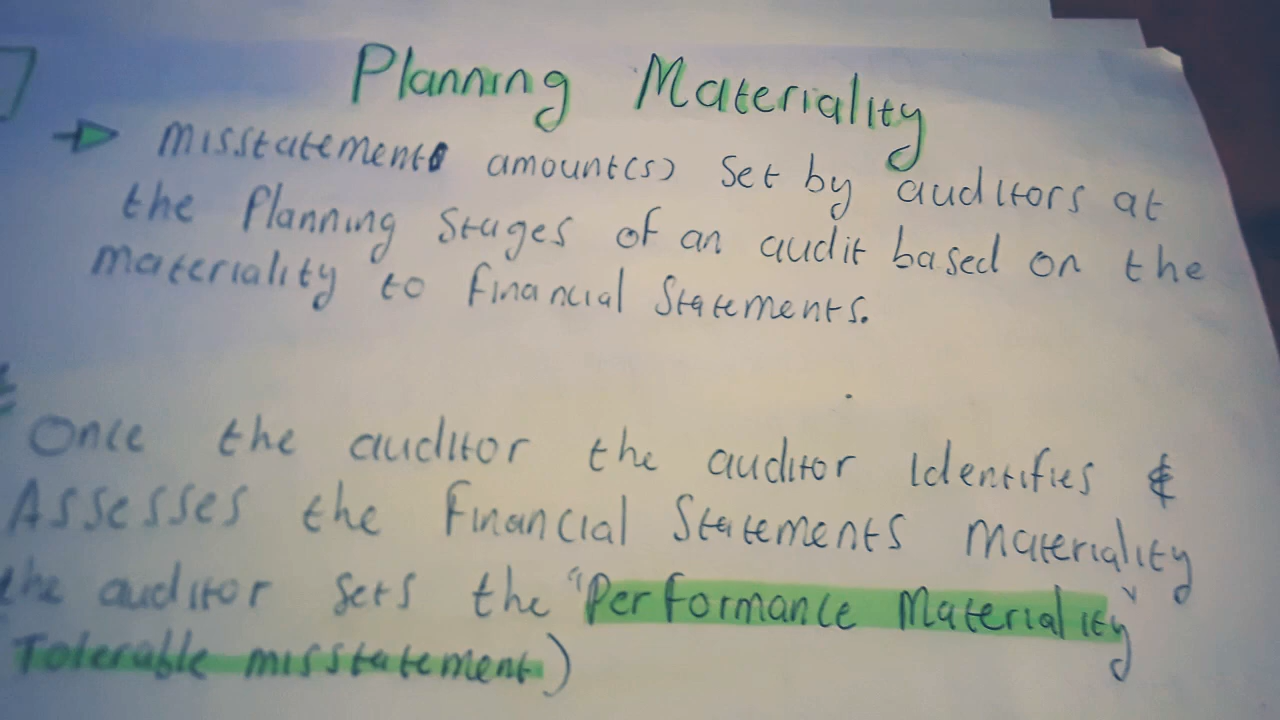 Planning Materiality
misstatement amount(s) set by auditors at
the Planning Stages of an audit based on the
materiality to financial Statements.
Once the auditor the auditor identifies &
Assesses the Financial Statements materiality
the auditor sets the "Performance Materiality"
Tolerable misstatement)